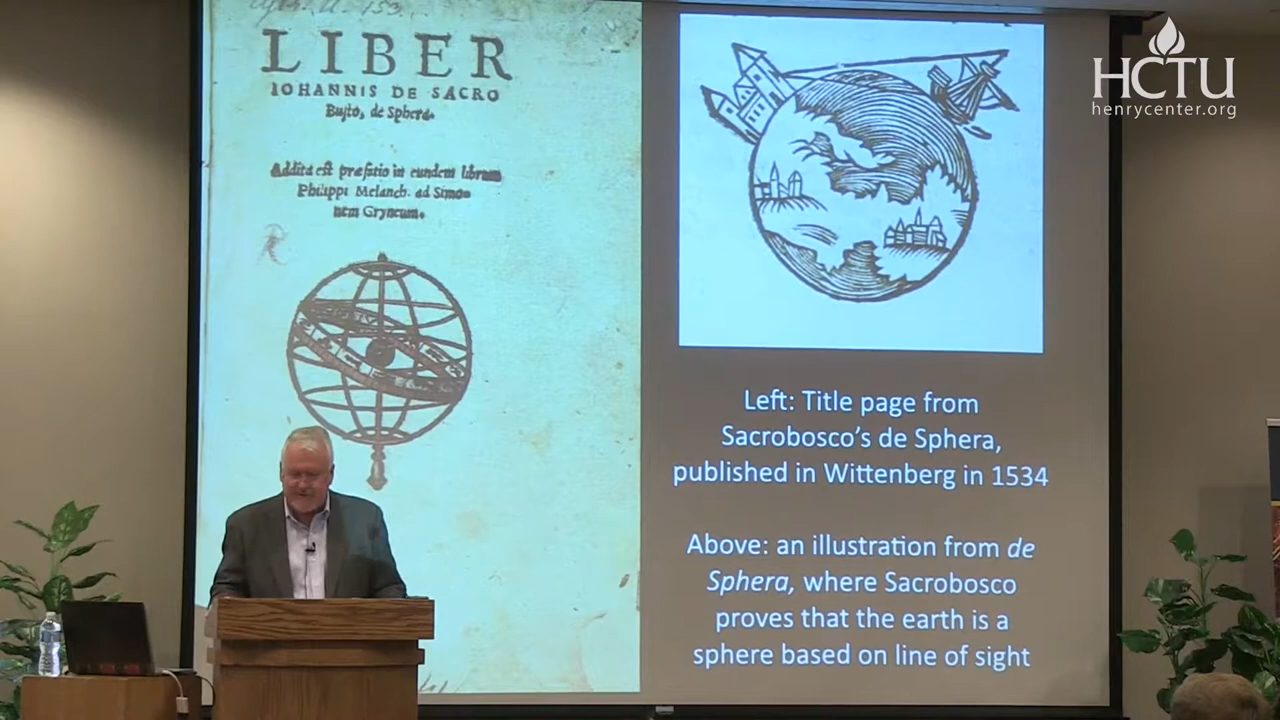 LIBER
IOHANNIS DE SACRO
Busto, de Sphera.
Addita est præfatio in eundem librum
Philippi Melanch. ad Simo=
nem Gryneum.
HCTU
henrycenter.org
Left: Title page from
Sacrobosco's de Sphera,
published in Wittenberg in 1534
Above: an illustration from de
Sphera, where Sacrobosco
proves that the earth is a
sphere based on line of sight